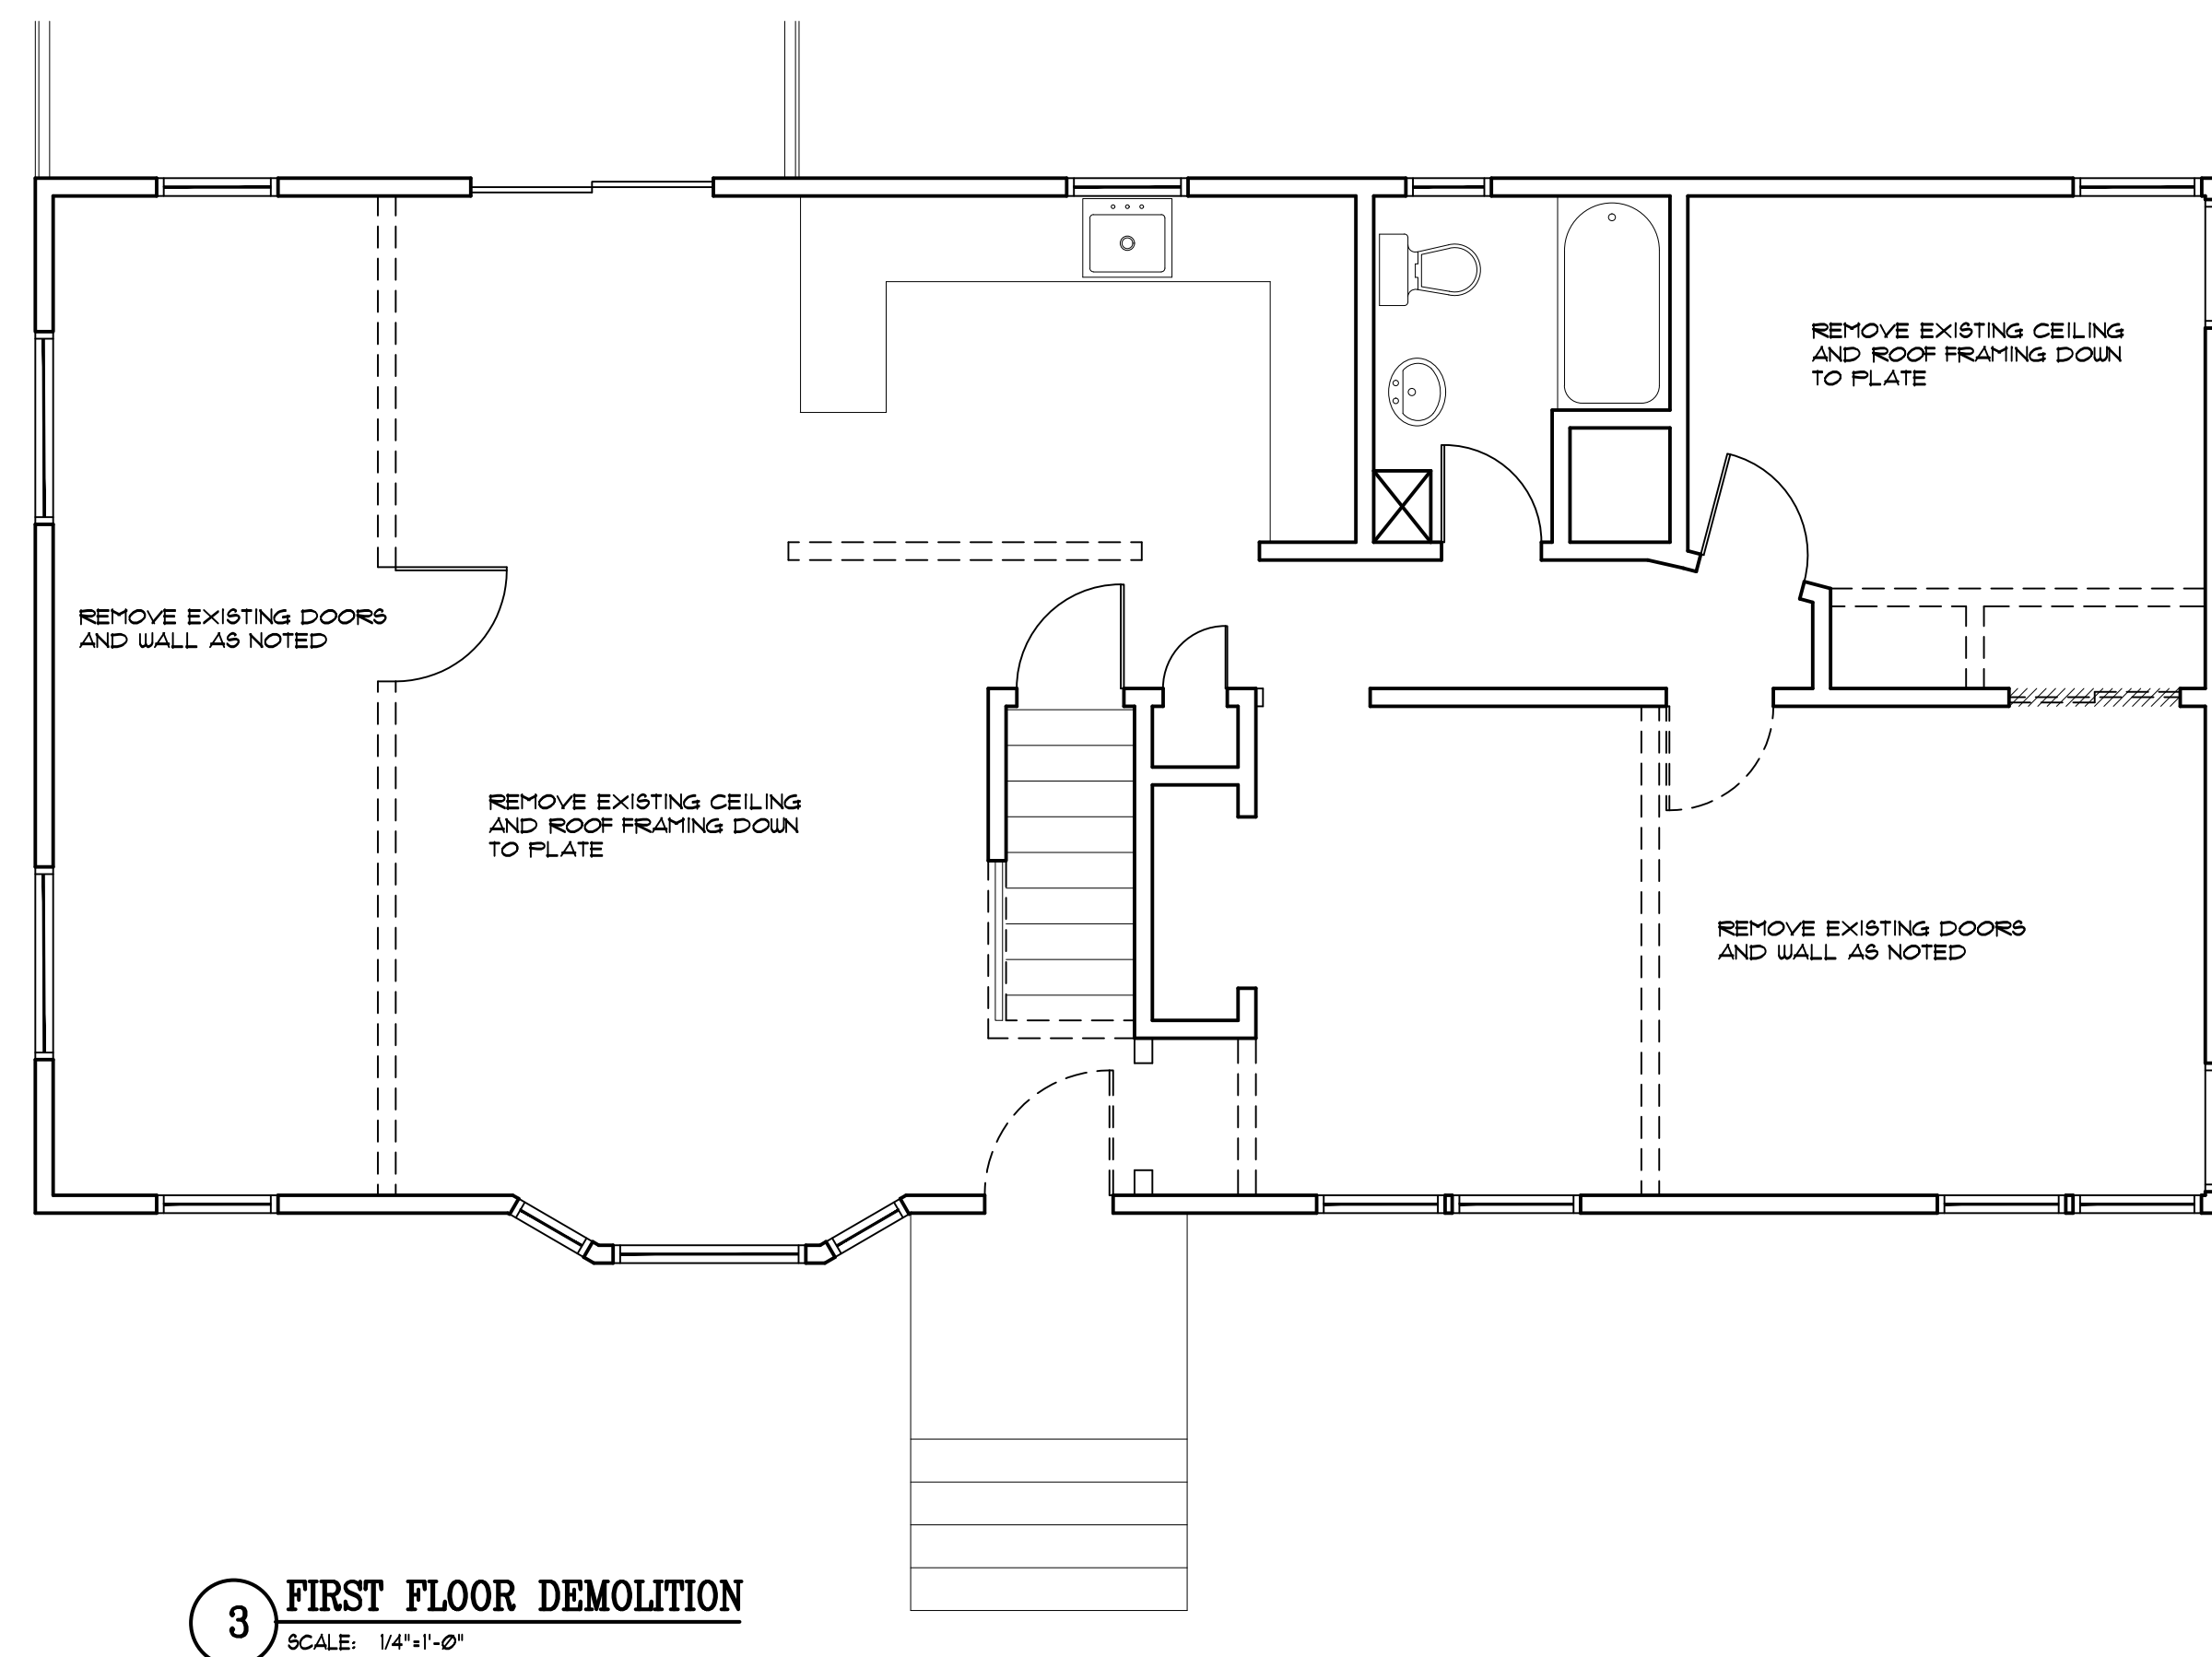 REMOVE EXISTING CEILING
AND ROOF FRAMING DOWN
TO PLATE
REMOVE EXISTING DOORS
AND WALL AS NOTED
REMOVE EXISTING CEILING
AND ROOF FRAMING DOWN
TO PLATE
REMOVE EXISTING DOORS
AND WALL AS NOTED
3
FIRST FLOOR DEMOLITION
SCALE: 1/4"=1'-0"